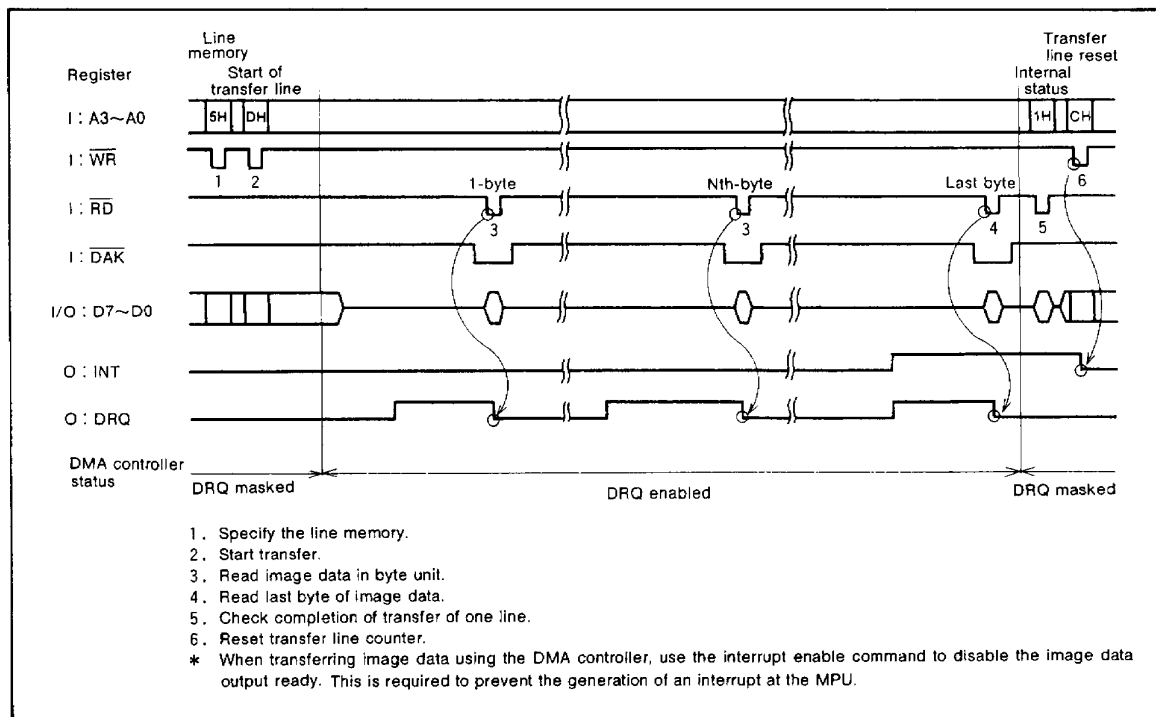 Line
memory
Transfer
line reset
Register
Start of
transfer line
Internal
status
I : A3~A0
5H
DH
1H
CH
I : WR
1
2
6
1-byte
Nth-byte
Last byte
I : RD
3
3
4
5
I : DAK
I/O : D7~D0
O : INT
O : DRQ
DMA controller
status
DRQ masked
DRQ enabled
DRQ masked
1. Specify the line memory.
2. Start transfer.
3. Read image data in byte unit.
4. Read last byte of image data.
5. Check completion of transfer of one line.
6. Reset transfer line counter.
* When transferring image data using the DMA controller, use the interrupt enable command to disable the image data
output ready. This is required to prevent the generation of an interrupt at the MPU.